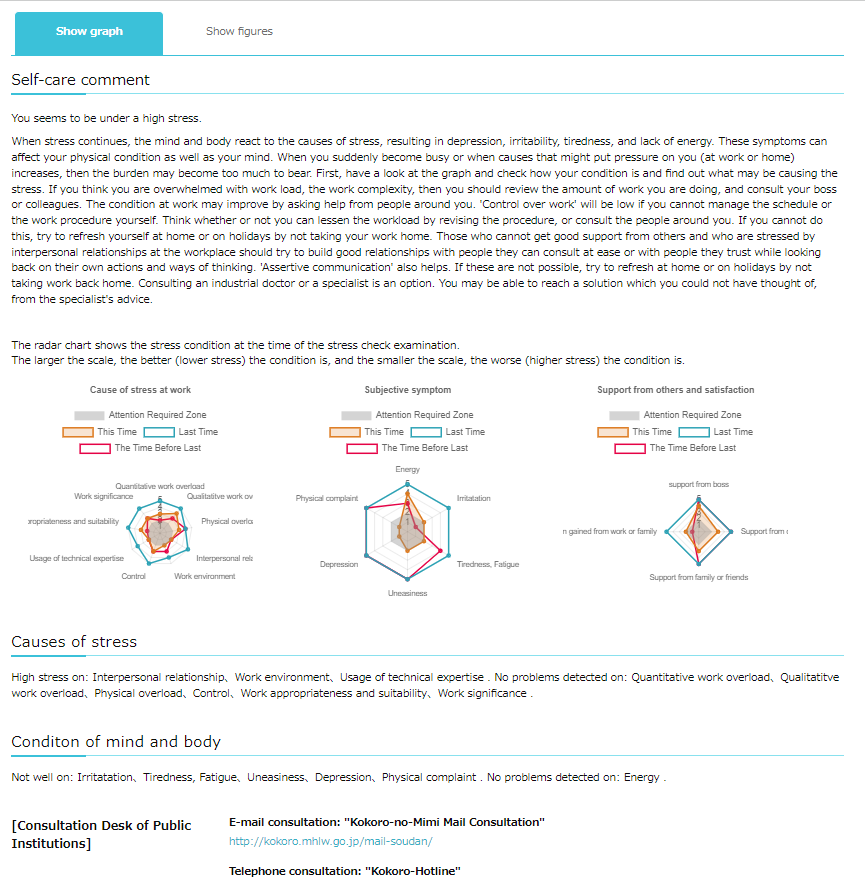 Show graph
Show figures
Self-care comment
You seems to be under a high stress.
When stress continues, the mind and body react to the causes of stress, resulting in depression, irritability, tiredness, and lack of energy. These symptoms can
affect your physical condition as well as your mind. When you suddenly become busy or when causes that might put pressure on you (at work or home)
increases, then the burden may become too much to bear. First, have a look at the graph and check how your condition is and find out what may be causing the
stress. If you think you are overwhelmed with work load, the work complexity, then you should review the amount of work you are doing, and consult your boss
or colleagues. The condition at work may improve by asking help from people around you. 'Control over work' will be low if you cannot manage the schedule or
the work procedure yourself. Think whether or not you can lessen the workload by revising the procedure, or consult the people around you. If you cannot do
this, try to refresh yourself at home or on holidays by not taking your work home. Those who cannot get good support from others and who are stressed by
interpersonal relationships at the workplace should try to build good relationships with people they can consult at ease or with people they trust while looking
back on their own actions and ways of thinking. 'Assertive communication' also helps. If these are not possible, try to refresh at home or on holidays by not
taking work back home. Consulting an industrial doctor or a specialist is an option. You may be able to reach a solution which you could not have thought of,
from the specialist's advice.
The radar chart shows the stress condition at the time of the stress check examination.
The larger the scale, the better (lower stress) the condition is, and the smaller the scale, the worse (higher stress) the condition is.
Cause of stress at work
Attention Required Zone
This Time Last Time
The Time Before Last
Quantitative work overload
Work significance
Qualitative work ov
ropriateness and suitability
Physical overloa
Usage of technical expertise
Interpersonal rela
Control
Work environment
Subjective symptom
Attention Required Zone
This Time Last Time
The Time Before Last
Energy
5
Physical complaint
Irritatation
Depression
Tiredness, Fatigue
Uneasiness
Support from others and satisfaction
Attention Required Zone
This Time Last Time
The Time Before Last
support from boss
n gained from work or family
Support from
Support from family or friends
Causes of stress
High stress on: Interpersonal relationship、Work environment、Usage of technical expertise . No problems detected on: Quantitative work overload、Qualitatitve
work overload、Physical overload、Control、Work appropriateness and suitability、Work significance .
Conditon of mind and body
Not well on: Irritatation、Tiredness, Fatigue、Uneasiness、Depression、Physical complaint . No problems detected on: Energy .
[Consultation Desk of Public
Institutions]
E-mail consultation: "Kokoro-no-Mimi Mail Consultation"
http://kokoro.mhlw.go.jp/mail-soudan/
Telephone consultation: "Kokoro-Hotline"